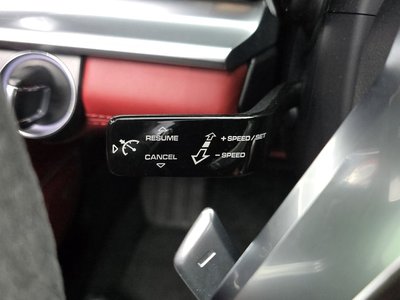 RESUME
CANCEL
+ SPEED/SET
− SPEED
−